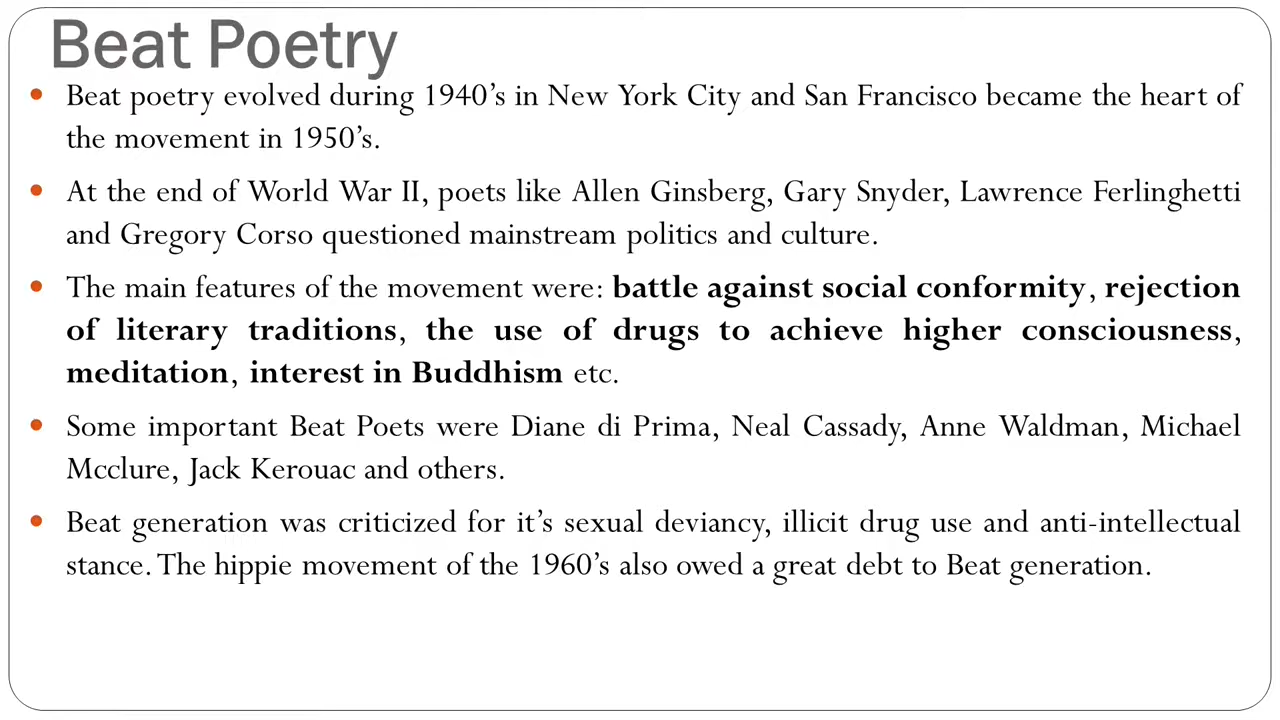 Beat Poetry
• Beat poetry evolved during 1940’s in New York City and San Francisco became the heart of
the movement in 1950’s.
• At the end of World War II, poets like Allen Ginsberg, Gary Snyder, Lawrence Ferlinghetti
and Gregory Corso questioned mainstream politics and culture.
• The main features of the movement were: battle against social conformity, rejection
of literary traditions, the use of drugs to achieve higher consciousness,
meditation, interest in Buddhism etc.
• Some important Beat Poets were Diane di Prima, Neal Cassady, Anne Waldman, Michael
Mcclure, Jack Kerouac and others.
• Beat generation was criticized for it’s sexual deviancy, illicit drug use and anti-intellectual
stance. The hippie movement of the 1960’s also owed a great debt to Beat generation.